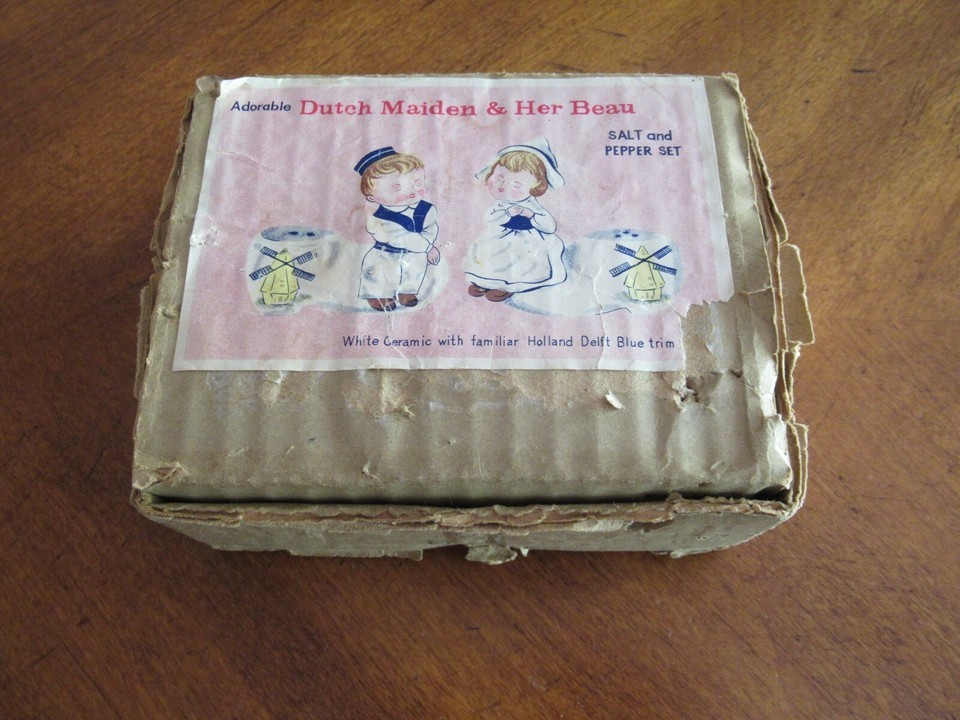 Adorable Dutch Maiden & Her Beau
SALT and
PEPPER SET
White Ceramic with familiar Holland Delft Blue trim